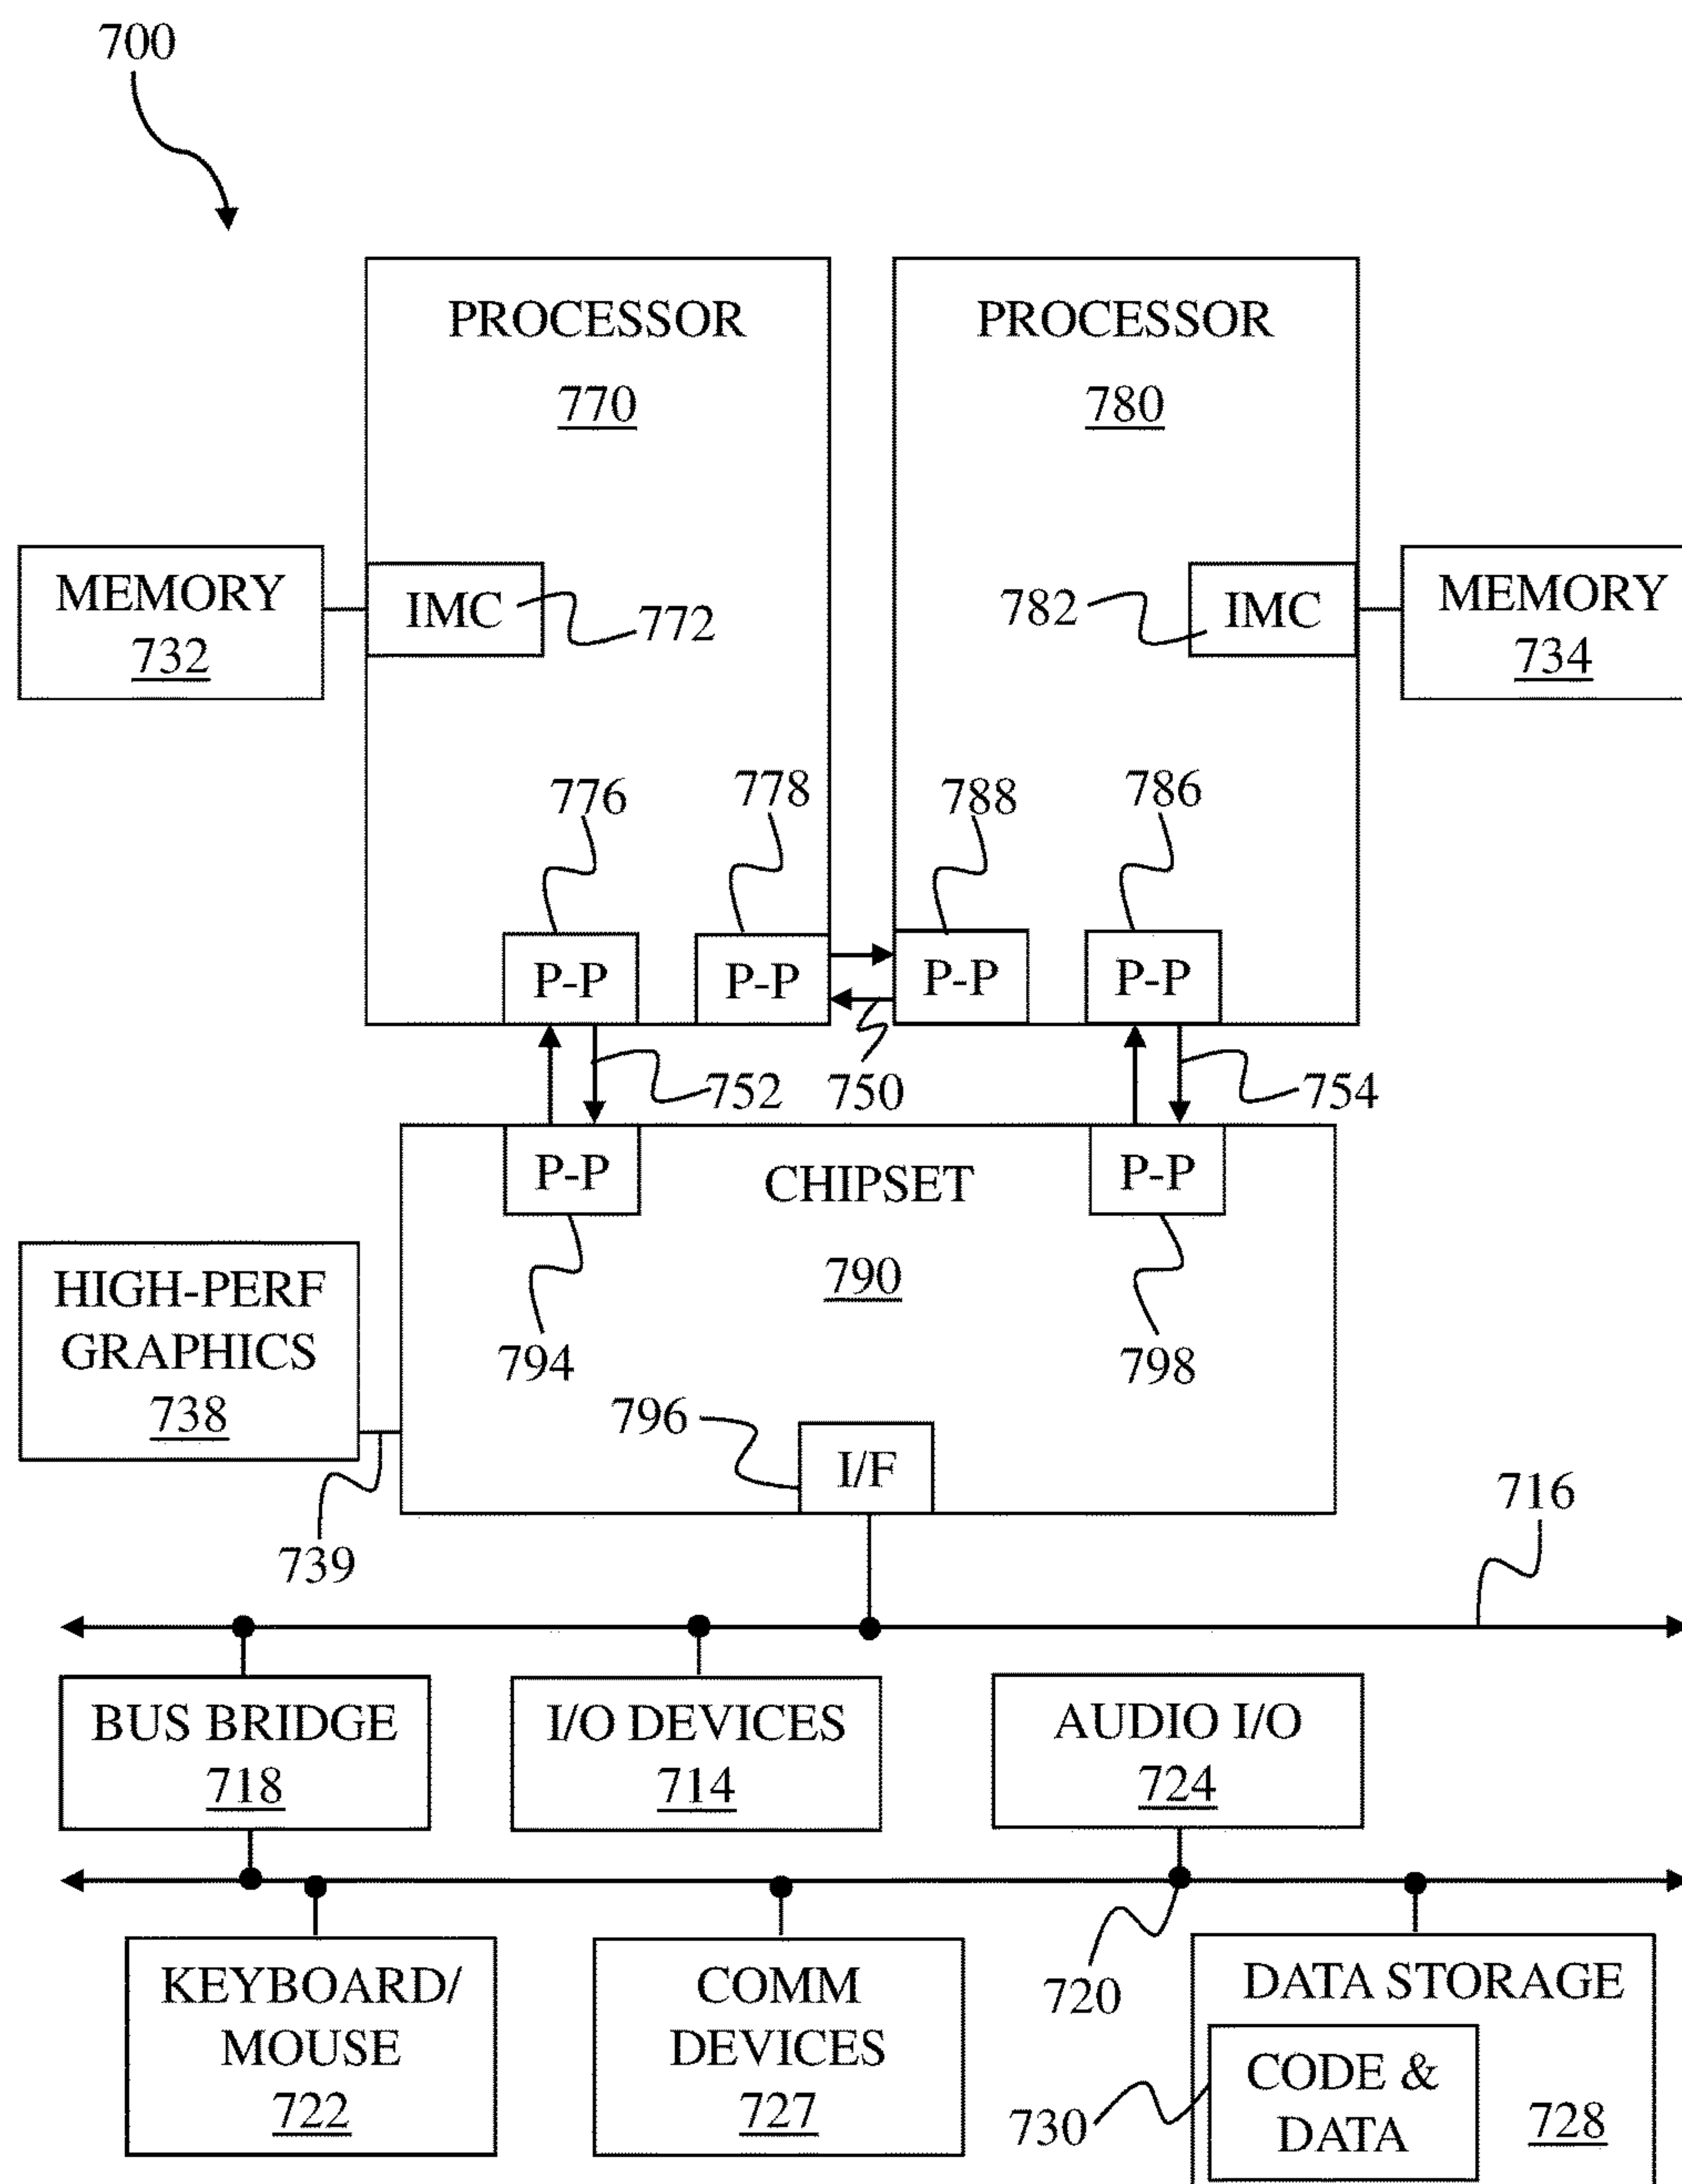 700
PROCESSOR
770
PROCESSOR
780
MEMORY
732
IMC
772
782
IMC
MEMORY
734
776
778
788
786
P-P
P-P
P-P
P-P
752
750
754
P-P
CHIPSET
P-P
790
HIGH-PERF
GRAPHICS
738
794
798
796
I/F
739
716
BUS BRIDGE
718
I/O DEVICES
714
AUDIO I/O
724
720
KEYBOARD/
MOUSE
722
COMM
DEVICES
727
DATA STORAGE
CODE &
DATA
730
728